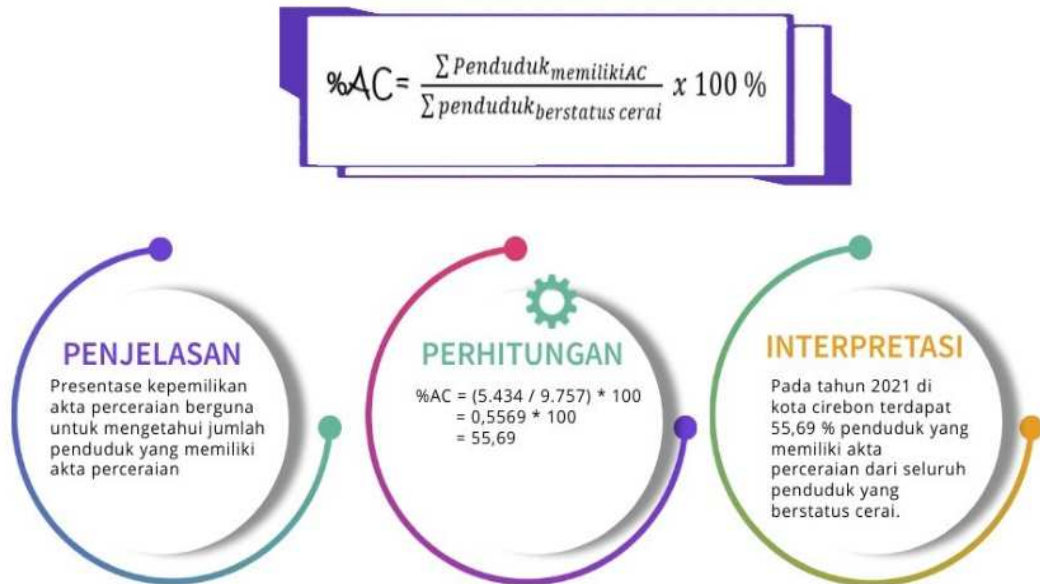 %AC = ∑ Penduduk memilikiAC / ∑ penduduk berstatus cerai x 100 %
PENJELASAN
Presentase kepemilikan
akta perceraian berguna
untuk mengetahui jumlah
penduduk yang memiliki
akta perceraian
PERHITUNGAN
%AC = (5.434 / 9.757) * 100
= 0,5569 * 100
= 55,69
INTERPRETASI
Pada tahun 2021 di
kota cirebon terdapat
55,69 % penduduk yang
memiliki akta
perceraian dari seluruh
penduduk yang
berstatus cerai.